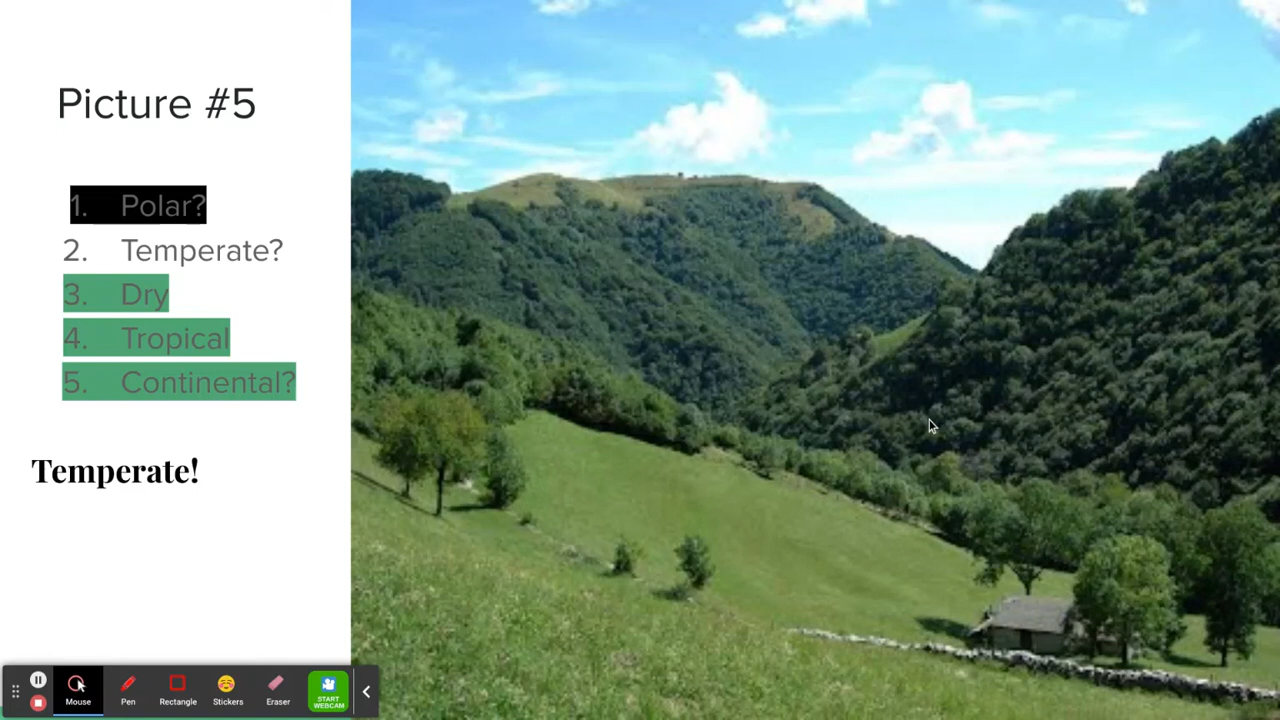 Picture #5
1. Polar?
2. Temperate?
3. Dry
4. Tropical
5. Continental?
Temperate!
Mouse
Pen
Rectangle
Stickers
Eraser
START
WEBCAM